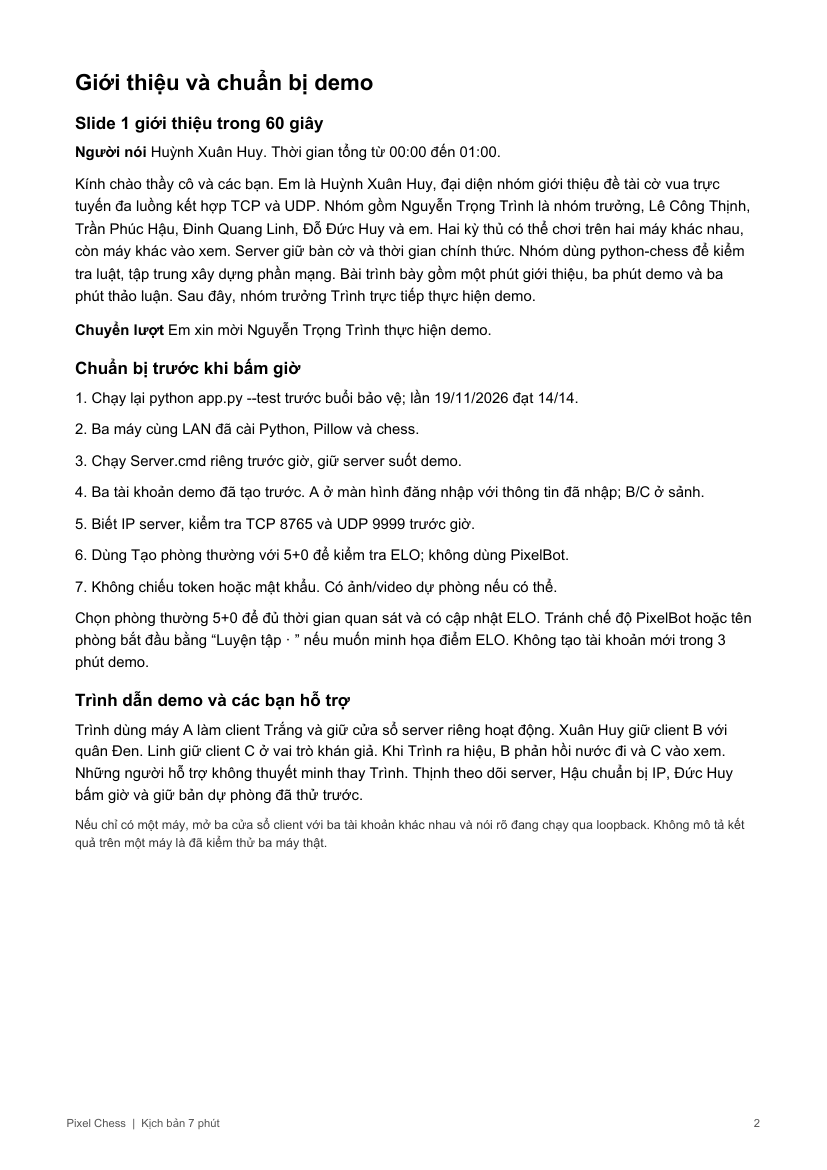 Giới thiệu và chuẩn bị demo
Slide 1 giới thiệu trong 60 giây
Người nói Huỳnh Xuân Huy. Thời gian tổng từ 00:00 đến 01:00.
Kính chào thầy cô và các bạn. Em là Huỳnh Xuân Huy, đại diện nhóm giới thiệu đề tài cờ vua trực
tuyến đa luồng kết hợp TCP và UDP. Nhóm gồm Nguyễn Trọng Trình là nhóm trưởng, Lê Công Thịnh,
Trần Phúc Hậu, Đinh Quang Linh, Đỗ Đức Huy và em. Hai kỳ thủ có thể chơi trên hai máy khác nhau,
còn máy khác vào xem. Server giữ bàn cờ và thời gian chính thức. Nhóm dùng python-chess để kiểm
tra luật, tập trung xây dựng phần mạng. Bài trình bày gồm một phút giới thiệu, ba phút demo và ba
phút thảo luận. Sau đây, nhóm trưởng Trình trực tiếp thực hiện demo.
Chuyển lượt Em xin mời Nguyễn Trọng Trình thực hiện demo.
Chuẩn bị trước khi bấm giờ
1. Chạy lại python app.py --test trước buổi bảo vệ; lần 19/11/2026 đạt 14/14.
2. Ba máy cùng LAN đã cài Python, Pillow và chess.
3. Chạy Server.cmd riêng trước giờ, giữ server suốt demo.
4. Ba tài khoản demo đã tạo trước. A ở màn hình đăng nhập với thông tin đã nhập; B/C ở sảnh.
5. Biết IP server, kiểm tra TCP 8765 và UDP 9999 trước giờ.
6. Dùng Tạo phòng thường với 5+0 để kiểm tra ELO; không dùng PixelBot.
7. Không chiếu token hoặc mật khẩu. Có ảnh/video dự phòng nếu có thể.
Chọn phòng thường 5+0 để đủ thời gian quan sát và có cập nhật ELO. Tránh chế độ PixelBot hoặc tên
phòng bắt đầu bằng “Luyện tập · ” nếu muốn minh họa điểm ELO. Không tạo tài khoản mới trong 3
phút demo.
Trình dẫn demo và các bạn hỗ trợ
Trình dùng máy A làm client Trắng và giữ cửa sổ server riêng hoạt động. Xuân Huy giữ client B với
quân Đen. Linh giữ client C ở vai trò khán giả. Khi Trình ra hiệu, B phản hồi nước đi và C vào xem.
Những người hỗ trợ không thuyết minh thay Trình. Thịnh theo dõi server, Hậu chuẩn bị IP, Đức Huy
bấm giờ và giữ bản dự phòng đã thử trước.
Nếu chỉ có một máy, mở ba cửa sổ client với ba tài khoản khác nhau và nói rõ đang chạy qua loopback. Không mô tả kết
quả trên một máy là đã kiểm thử ba máy thật.
Pixel Chess | Kịch bản 7 phút
2